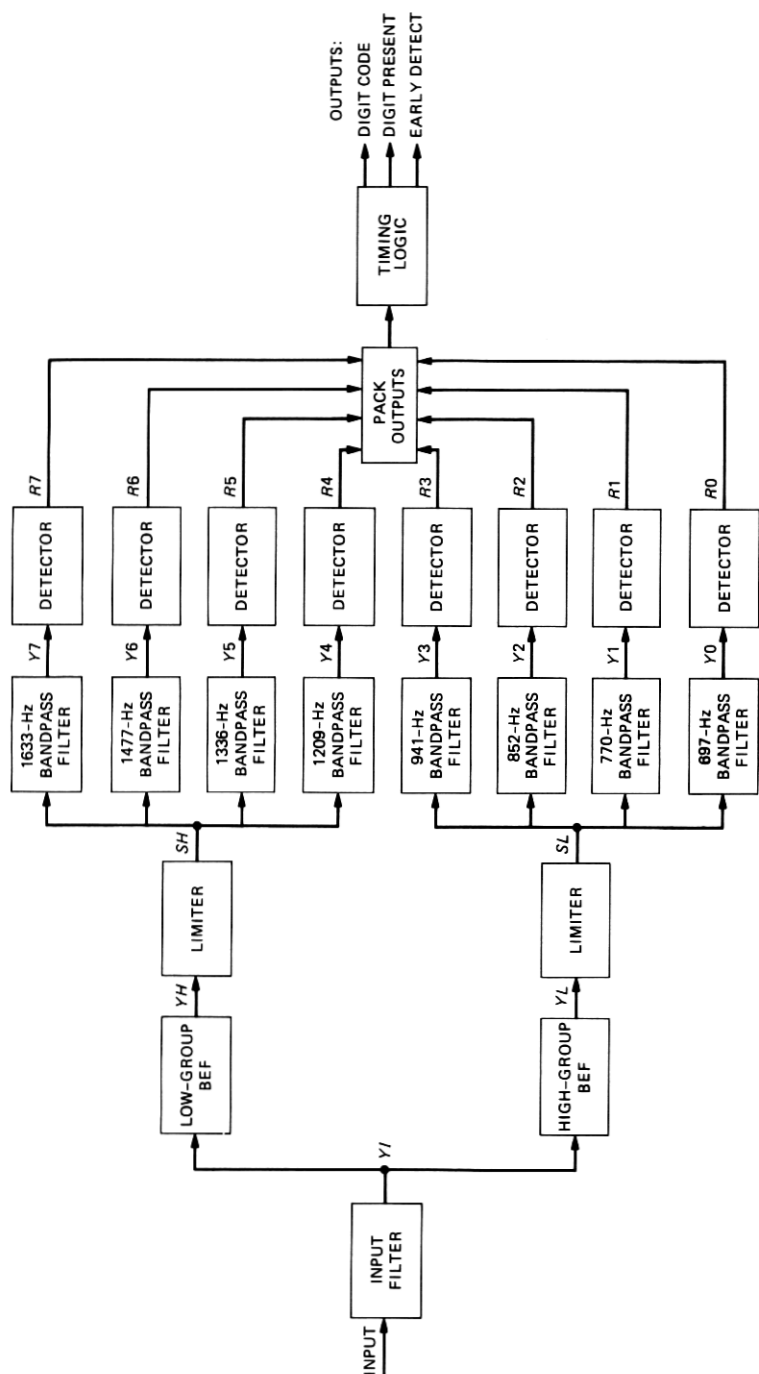 INPUT
INPUT
FILTER
YI
LOW-GROUP
BEF
YH
LIMITER
SH
HIGH-GROUP
BEF
YL
LIMITER
SL
1633-Hz
BANDPASS
FILTER
Y7
DETECTOR
R7
1477-Hz
BANDPASS
FILTER
Y6
DETECTOR
R6
1336-Hz
BANDPASS
FILTER
Y5
DETECTOR
R5
1209-Hz
BANDPASS
FILTER
Y4
DETECTOR
R4
941-Hz
BANDPASS
FILTER
Y3
DETECTOR
R3
852-Hz
BANDPASS
FILTER
Y2
DETECTOR
R2
770-Hz
BANDPASS
FILTER
Y1
DETECTOR
R1
697-Hz
BANDPASS
FILTER
Y0
DETECTOR
R0
PACK
OUTPUTS
TIMING
LOGIC
OUTPUTS:
DIGIT CODE
DIGIT PRESENT
EARLY DETECT